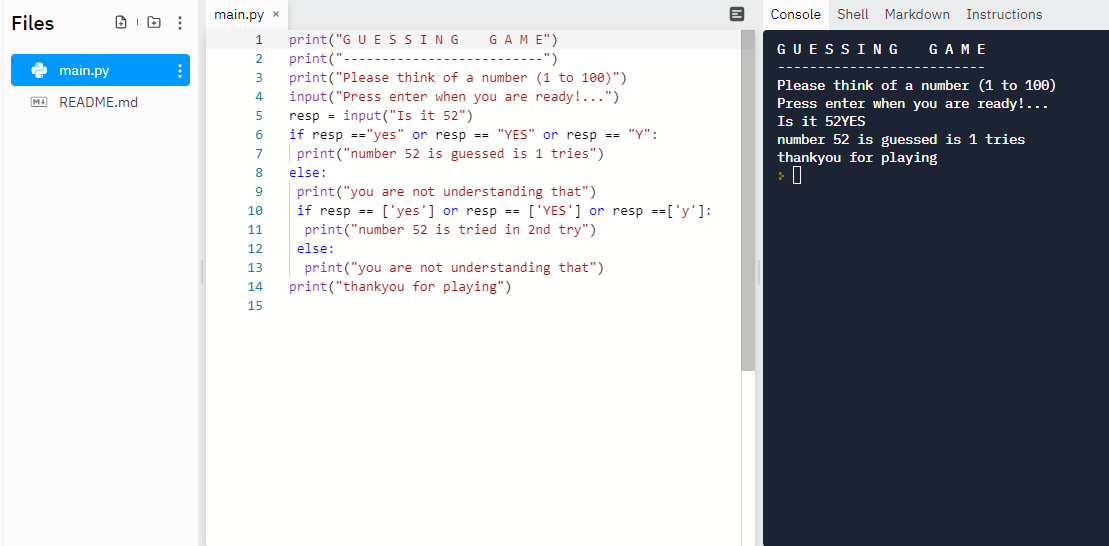 Files
main.py
README.md
main.py ×
1 print("G U E S S I N G    G A M E")
2 print("--------------------------")
3 print("Please think of a number (1 to 100)")
4 input("Press enter when you are ready!...")
5 resp = input("Is it 52")
6 if resp =="yes" or resp == "YES" or resp == "Y":
7  print("number 52 is guessed is 1 tries")
8 else:
9  print("you are not understanding that")
10  if resp == ['yes'] or resp == ['YES'] or resp ==['y']:
11   print("number 52 is tried in 2nd try")
12  else:
13   print("you are not understanding that")
14 print("thankyou for playing")
15
Console Shell Markdown Instructions
G U E S S I N G    G A M E
--------------------------
Please think of a number (1 to 100)
Press enter when you are ready!...
Is it 52YES
number 52 is guessed is 1 tries
thankyou for playing